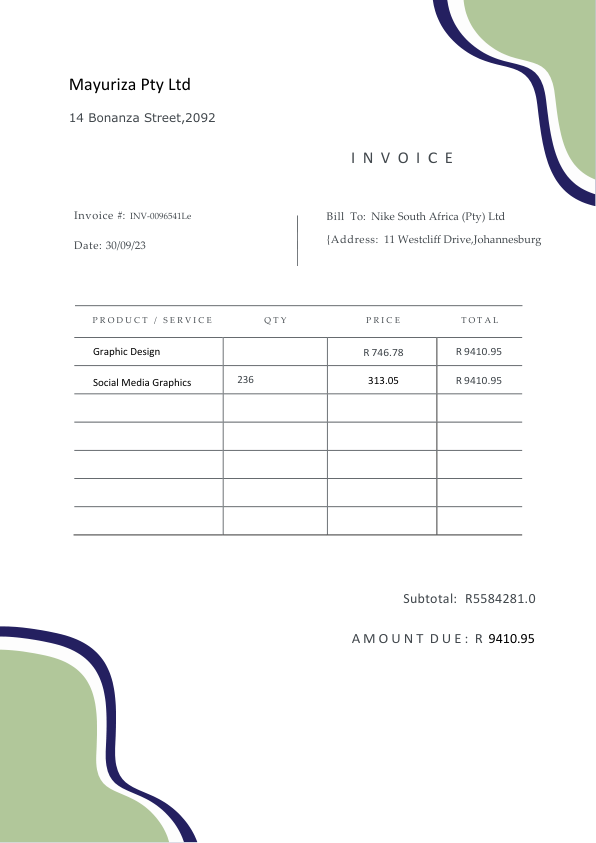 Mayuriza Pty Ltd
14 Bonanza Street,2092
INVOICE
Invoice #: INV-0096541Le
Date: 30/09/23
Bill To: Nike South Africa (Pty) Ltd
{Address: 11 Westcliff Drive,Johannesburg
PRODUCT / SERVICE QTY PRICE TOTAL
Graphic Design R 746.78 R 9410.95
Social Media Graphics 236 313.05 R 9410.95
Subtotal: R5584281.0
AMOUNT DUE: R 9410.95